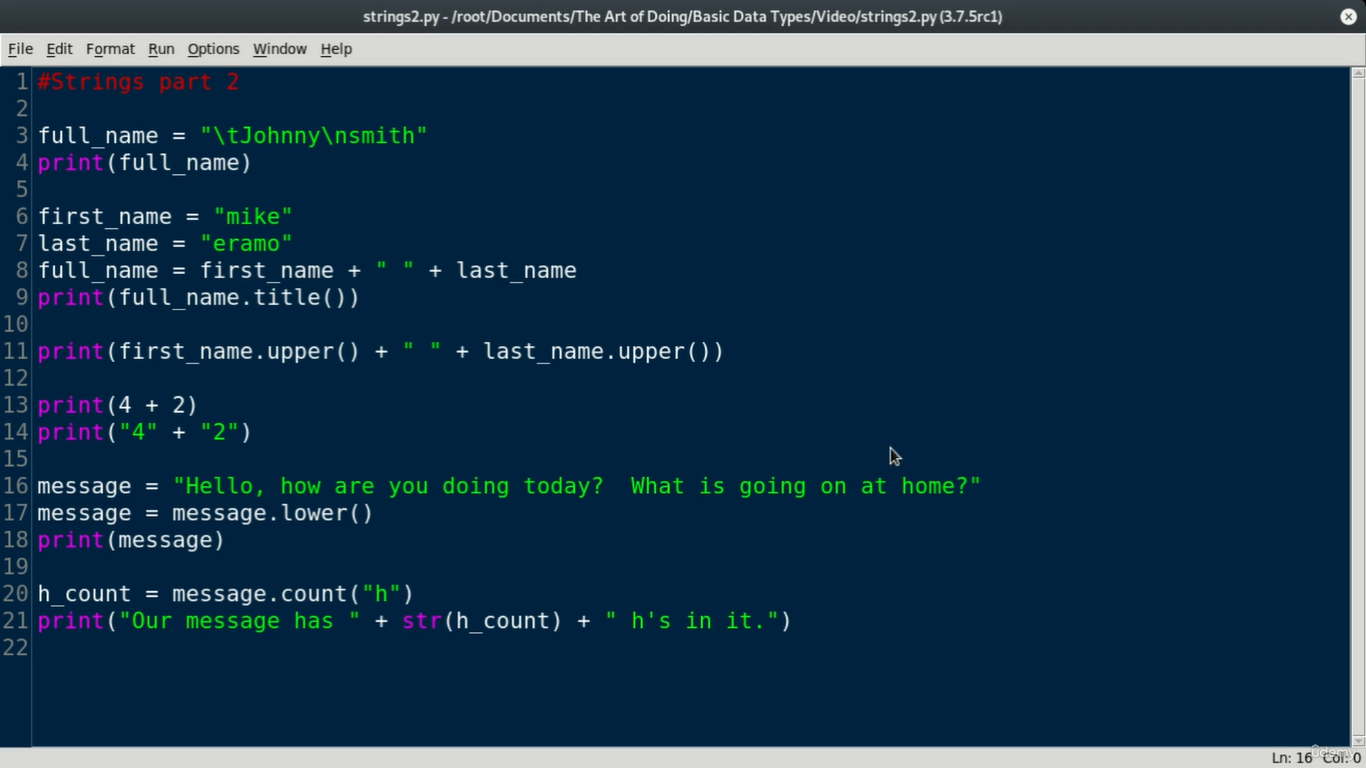 strings2.py - /root/Documents/The Art of Doing/Basic Data Types/Video/strings2.py (3.7.5rc1)
File Edit Format Run Options Window Help
1 #Strings part 2
2
3 full_name = "\tJohnny\nsmith"
4 print(full_name)
5
6 first_name = "mike"
7 last_name = "eramo"
8 full_name = first_name + " " + last_name
9 print(full_name.title())
10
11 print(first_name.upper() + " " + last_name.upper())
12
13 print(4 + 2)
14 print("4" + "2")
15
16 message = "Hello, how are you doing today?  What is going on at home?"
17 message = message.lower()
18 print(message)
19
20 h_count = message.count("h")
21 print("Our message has " + str(h_count) + " h's in it.")
22
Ln: 16 Col: 0
Udemy